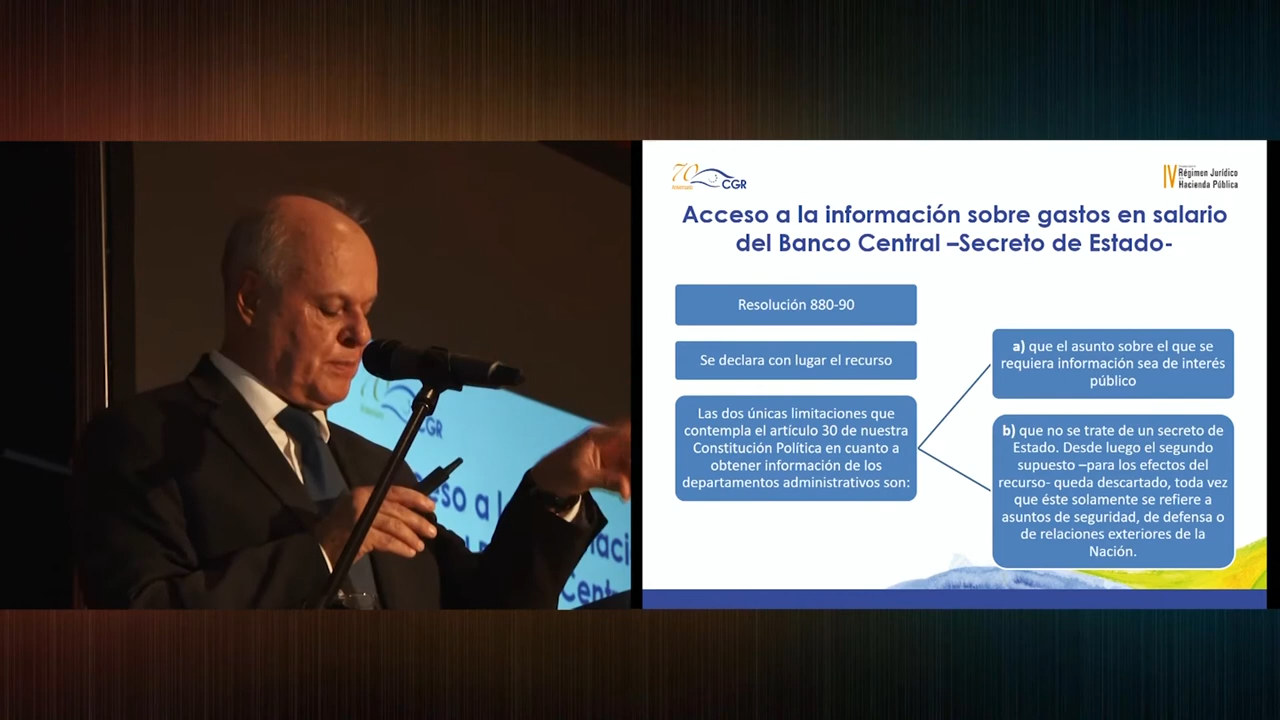 70
CGR
IV
Régimen Jurídico
Hacienda Pública
Acceso a la información sobre gastos en salario
del Banco Central –Secreto de Estado-
Resolución 880-90
Se declara con lugar el recurso
Las dos únicas limitaciones que
contempla el artículo 30 de nuestra
Constitución Política en cuanto a
obtener información de los
departamentos administrativos son:
a) que el asunto sobre el que se
requiera información sea de interés
público
b) que no se trate de un secreto de
Estado. Desde luego el segundo
supuesto –para los efectos del
recurso- queda descartado, toda vez
que éste solamente se refiere a
asuntos de seguridad, de defensa o
de relaciones exteriores de la
Nación.
CGR
eso a l
naci
Cent